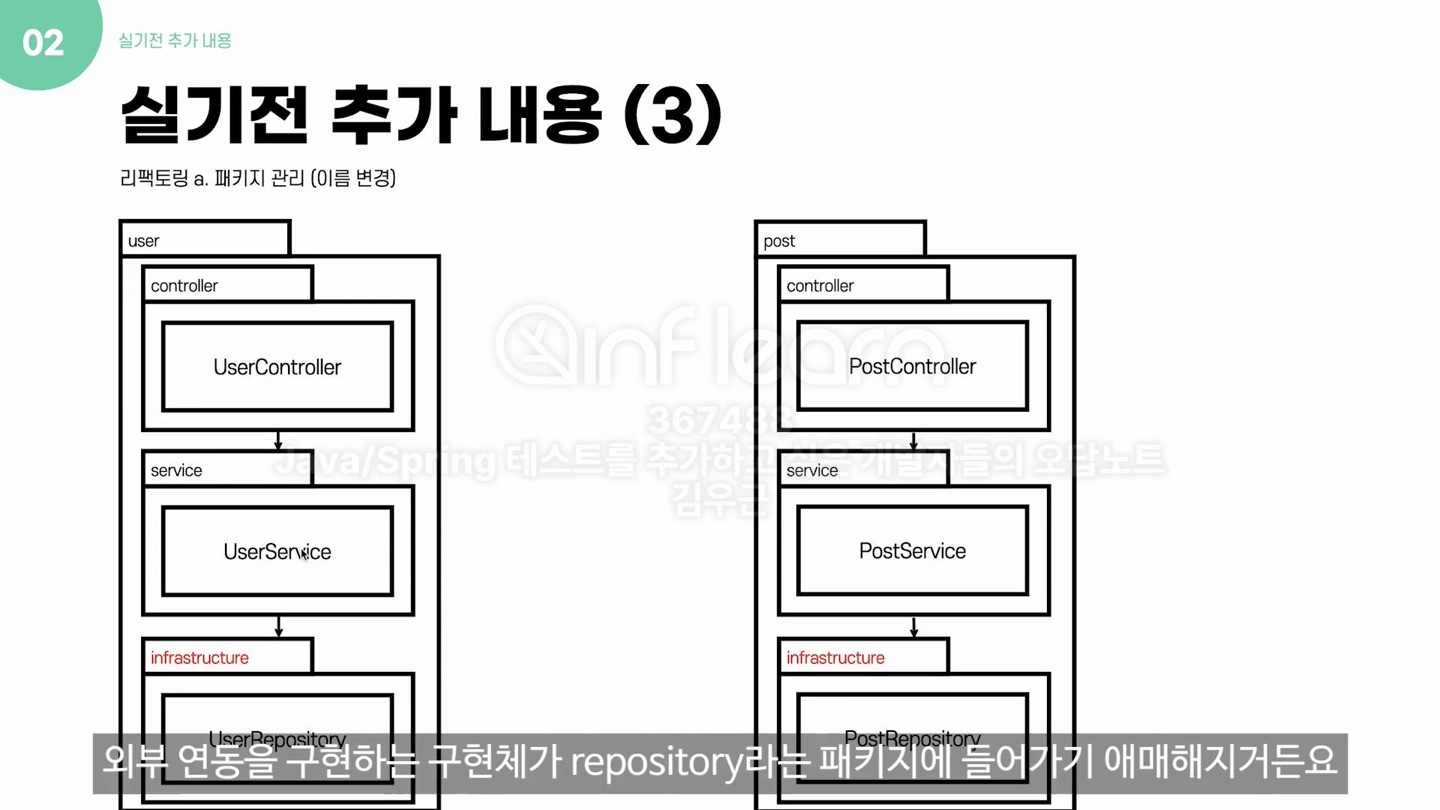 02
실기전 추가 내용
실기전 추가 내용 (3)
리팩토링 a. 패키지 관리 (이름 변경)
user
controller
UserController
service
UserService
infrastructure
UserRepository
post
controller
PostController
service
PostService
infrastructure
PostRepository
inflearn
367488
Java/Spring 테스트를 추가하고 싶은 개발자들의 오답노트
김우근
외부 연동을 구현하는 구현체가 repository라는 패키지에 들어가기 애매해지거든요